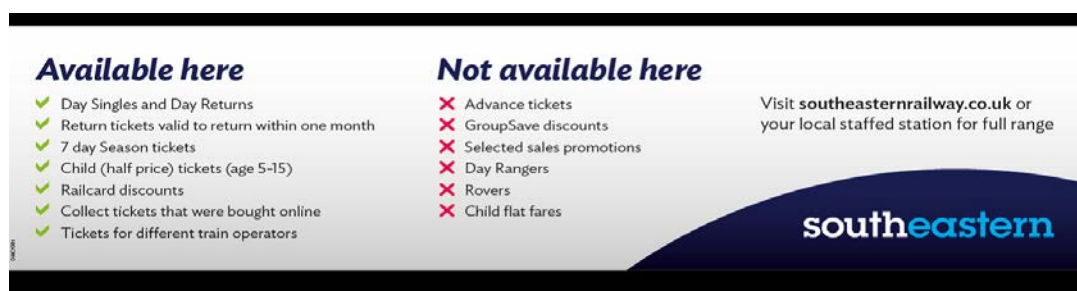 Available here
Day Singles and Day Returns
Return tickets valid to return within one month
7 day Season tickets
Child (half price) tickets (age 5-15)
Railcard discounts
Collect tickets that were bought online
Tickets for different train operators
Not available here
Advance tickets
GroupSave discounts
Selected sales promotions
Day Rangers
Rovers
Child flat fares
Visit southeasternrailway.co.uk or
your local staffed station for full range
southeastern